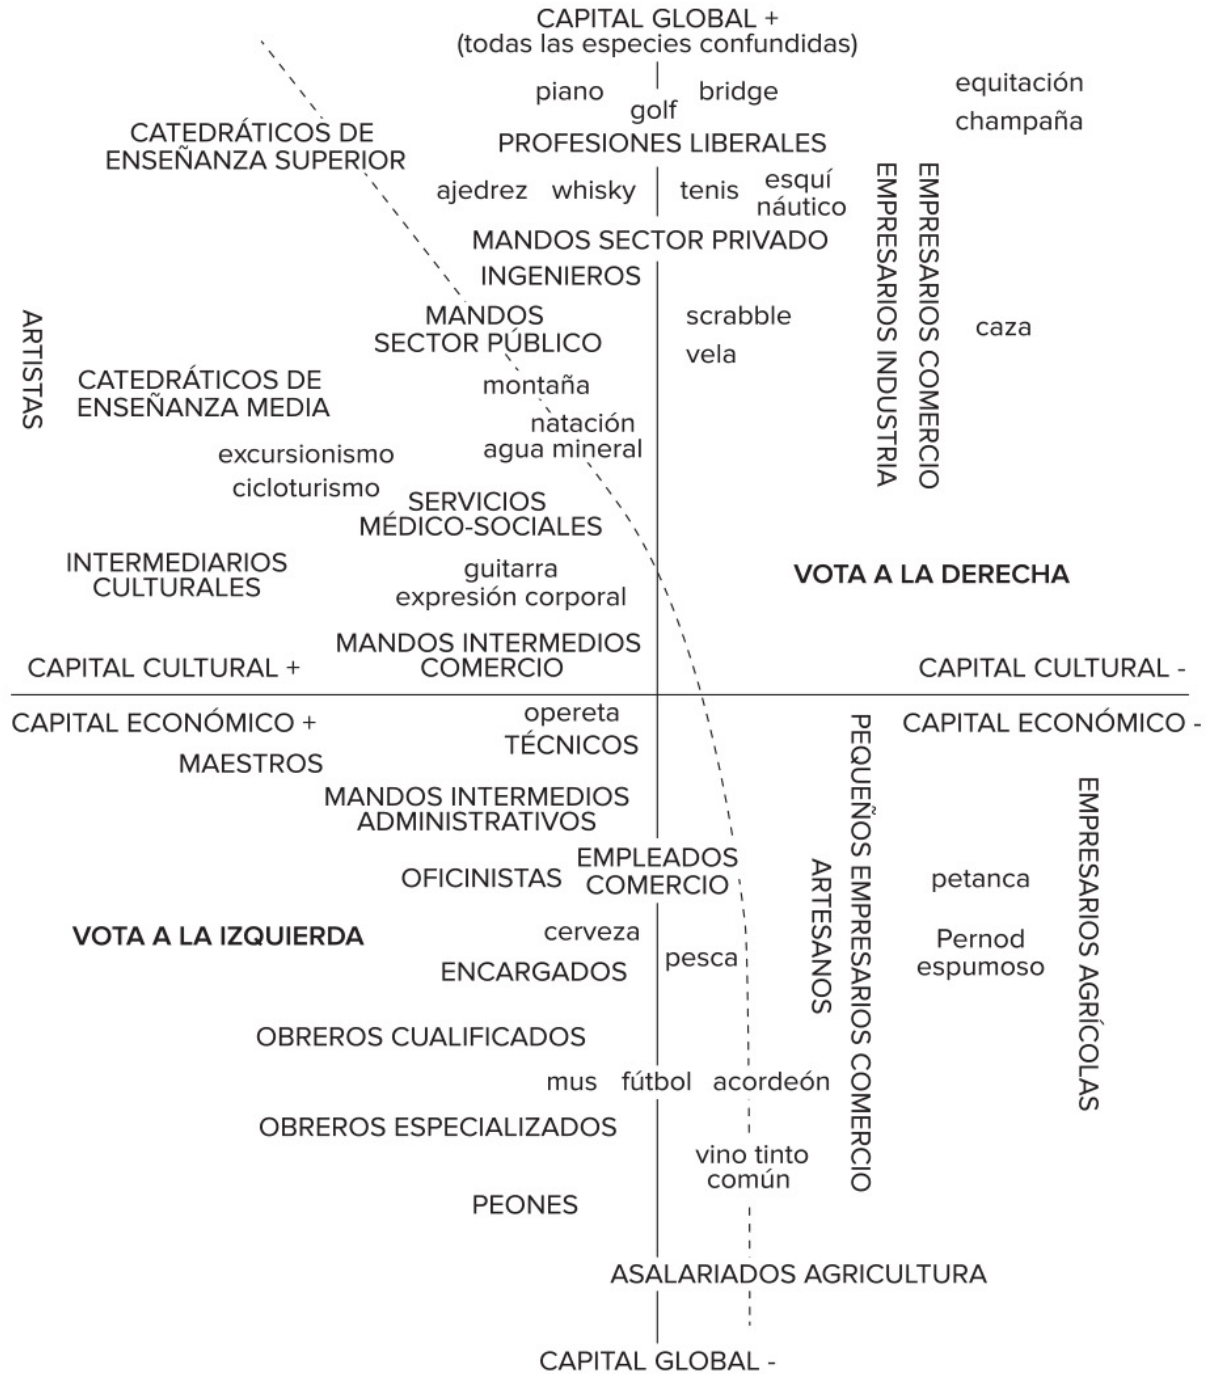 CAPITAL GLOBAL +
(todas las especies confundidas)
piano
bridge
golf
equitación
champaña
CATEDRÁTICOS DE
ENSEÑANZA SUPERIOR
PROFESIONES LIBERALES
ajedrez
whisky
tenis
esquí
náutico
MANDOS SECTOR PRIVADO
INGENIEROS
EMPRESARIOS INDUSTRIA
EMPRESARIOS COMERCIO
ARTISTAS
MANDOS
SECTOR PÚBLICO
scrabble
vela
caza
CATEDRÁTICOS DE
ENSEÑANZA MEDIA
montaña
natación
agua mineral
excursionismo
cicloturismo
SERVICIOS
MÉDICO-SOCIALES
INTERMEDIARIOS
CULTURALES
guitarra
expresión corporal
VOTA A LA DERECHA
MANDOS INTERMEDIOS
COMERCIO
CAPITAL CULTURAL +
CAPITAL CULTURAL -
CAPITAL ECONÓMICO +
CAPITAL ECONÓMICO -
opereta
TÉCNICOS
MAESTROS
MANDOS INTERMEDIOS
ADMINISTRATIVOS
OFICINISTAS
EMPLEADOS
COMERCIO
ARTESANOS
PEQUEÑOS EMPRESARIOS COMERCIO
petanca
EMPRESARIOS AGRÍCOLAS
VOTA A LA IZQUIERDA
cerveza
pesca
Pernod
espumoso
ENCARGADOS
OBREROS CUALIFICADOS
mus
fútbol
acordeón
OBREROS ESPECIALIZADOS
vino tinto
común
PEONES
ASALARIADOS AGRICULTURA
CAPITAL GLOBAL -